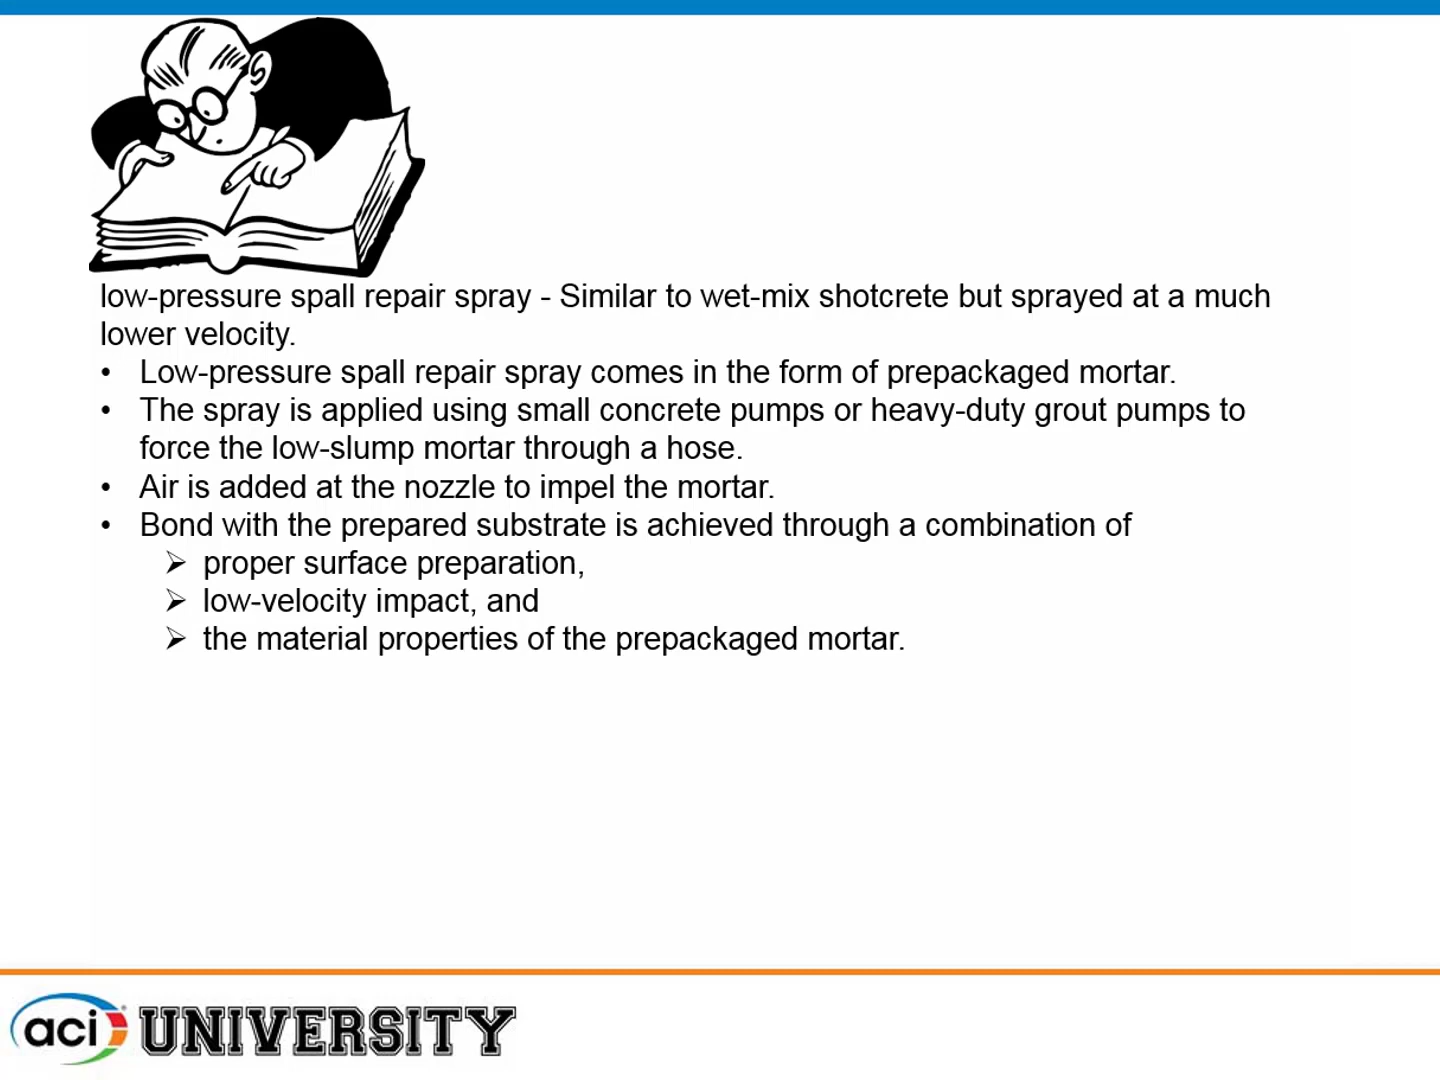 low-pressure spall repair spray - Similar to wet-mix shotcrete but sprayed at a much
lower velocity.
• Low-pressure spall repair spray comes in the form of prepackaged mortar.
• The spray is applied using small concrete pumps or heavy-duty grout pumps to
force the low-slump mortar through a hose.
• Air is added at the nozzle to impel the mortar.
• Bond with the prepared substrate is achieved through a combination of
➢ proper surface preparation,
➢ low-velocity impact, and
➢ the material properties of the prepackaged mortar.
aci UNIVERSITY